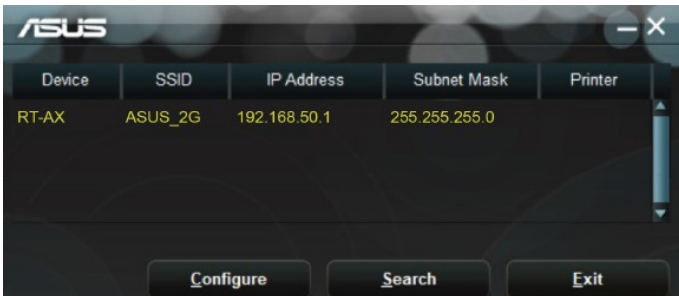 ASUS
Device SSID IP Address Subnet Mask Printer
RT-AX ASUS_2G 192.168.50.1 255.255.255.0
Configure Search Exit